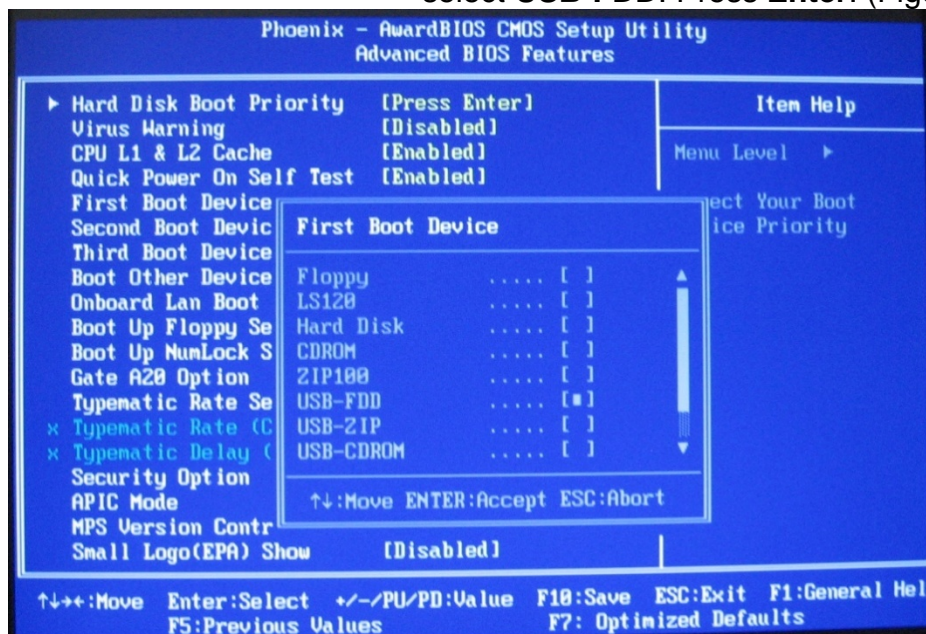 Phoenix - AwardBIOS CMOS Setup Utility
Advanced BIOS Features
Hard Disk Boot Priority [Press Enter]
Virus Warning [Disabled]
CPU L1 & L2 Cache [Enabled]
Quick Power On Self Test [Enabled]
First Boot Device
Second Boot Devic
Third Boot Device
Boot Other Device
Onboard Lan Boot
Boot Up Floppy Se
Boot Up NumLock S
Gate A20 Option
Typematic Rate Se
x Typematic Rate (C
x Typematic Delay (
Security Option
APIC Mode
MPS Version Contr
Small Logo(EPA) Show [Disabled]
First Boot Device
Floppy ..... [ ]
LS120 ..... [ ]
Hard Disk ..... [ ]
CDROM ..... [ ]
ZIP100 ..... [ ]
USB-FDD ..... [■]
USB-ZIP ..... [ ]
USB-CDROM ..... [ ]
↑↓:Move ENTER:Accept ESC:Abort
Item Help
Menu Level ▸
ect Your Boot
ice Priority
↑↓→←:Move Enter:Select +/-/PU/PD:Value F10:Save ESC:Exit F1:General Hel
F5:Previous Values F7: Optimized Defaults